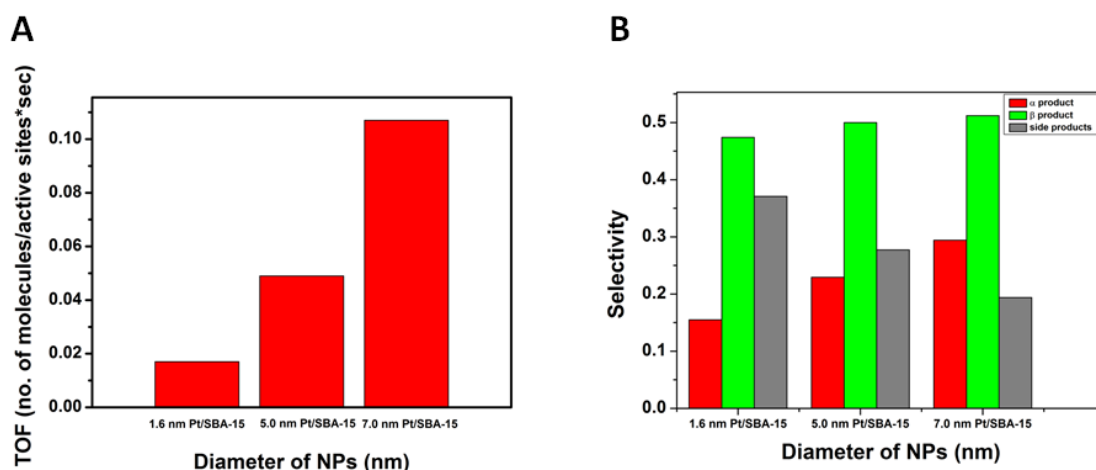 A
TOF (no. of molecules/active sites*sec)
0.10
0.08
0.06
0.04
0.02
0.00
1.6 nm Pt/SBA-15 5.0 nm Pt/SBA-15 7.0 nm Pt/SBA-15
Diameter of NPs (nm)
B
Selectivity
0.5
0.4
0.3
0.2
0.1
0.0
α product
β product
side products
1.6 nm Pt/SBA-15 5.0 nm Pt/SBA-15 7.0 nm Pt/SBA-15
Diameter of NPs (nm)